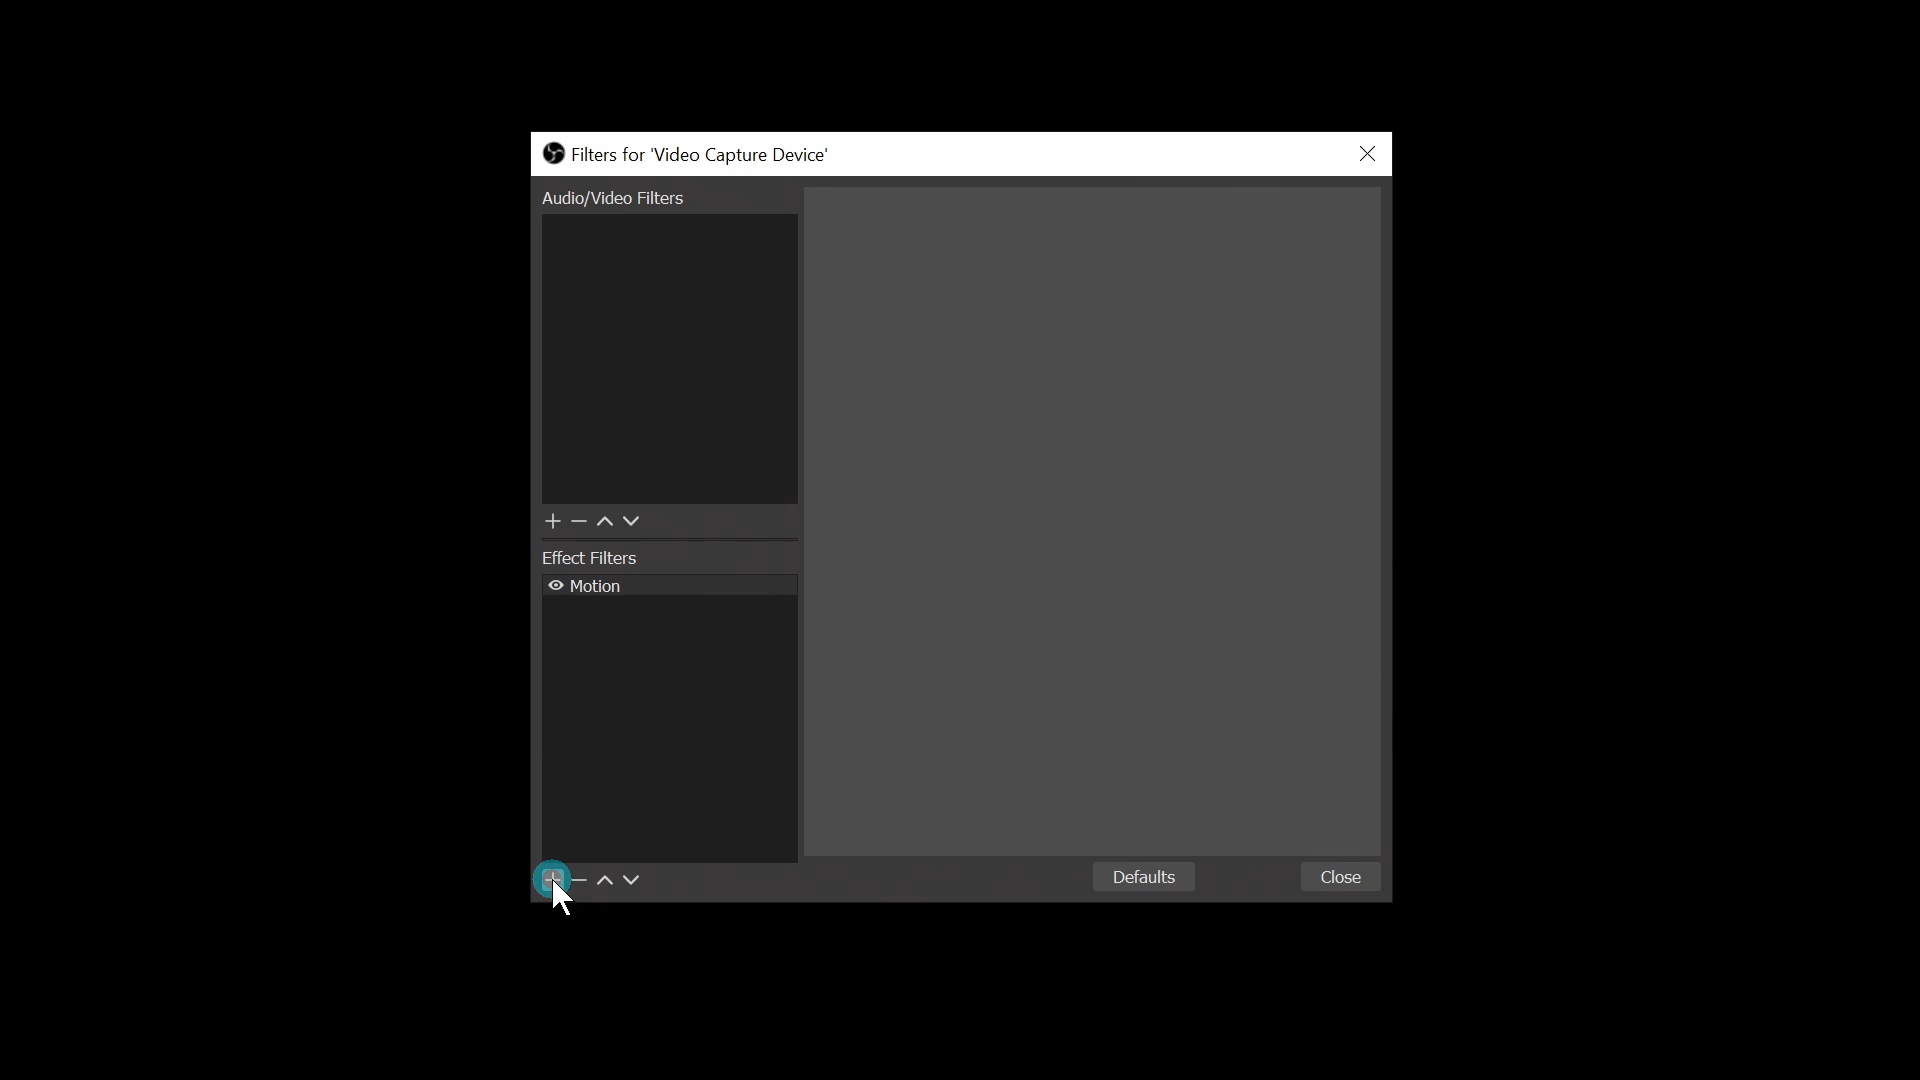 Filters for 'Video Capture Device'
Audio/Video Filters
Effect Filters
Motion
Defaults
Close